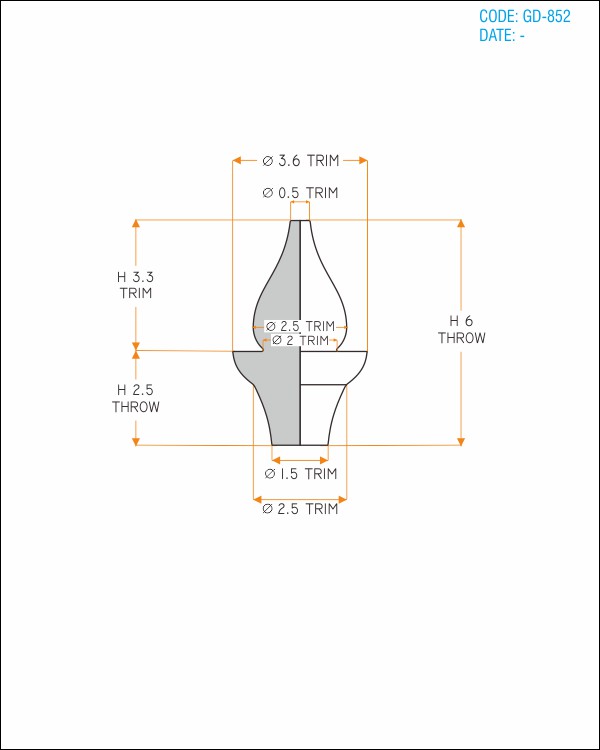 CODE: GD-852
DATE: -
Ø 3.6 TRIM
Ø 0.5 TRIM
H 3.3
TRIM
Ø 2.5 TRIM
Ø 2 TRIM
H 6
THROW
H 2.5
THROW
Ø 1.5 TRIM
Ø 2.5 TRIM